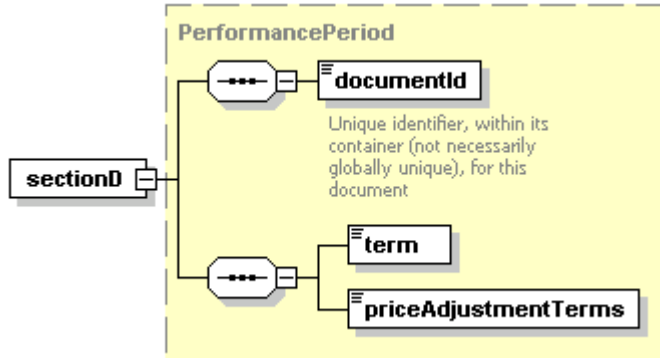 PerformancePeriod
documentId
Unique identifier, within its
container (not necessarily
globally unique), for this
document
sectionD
term
priceAdjustmentTerms